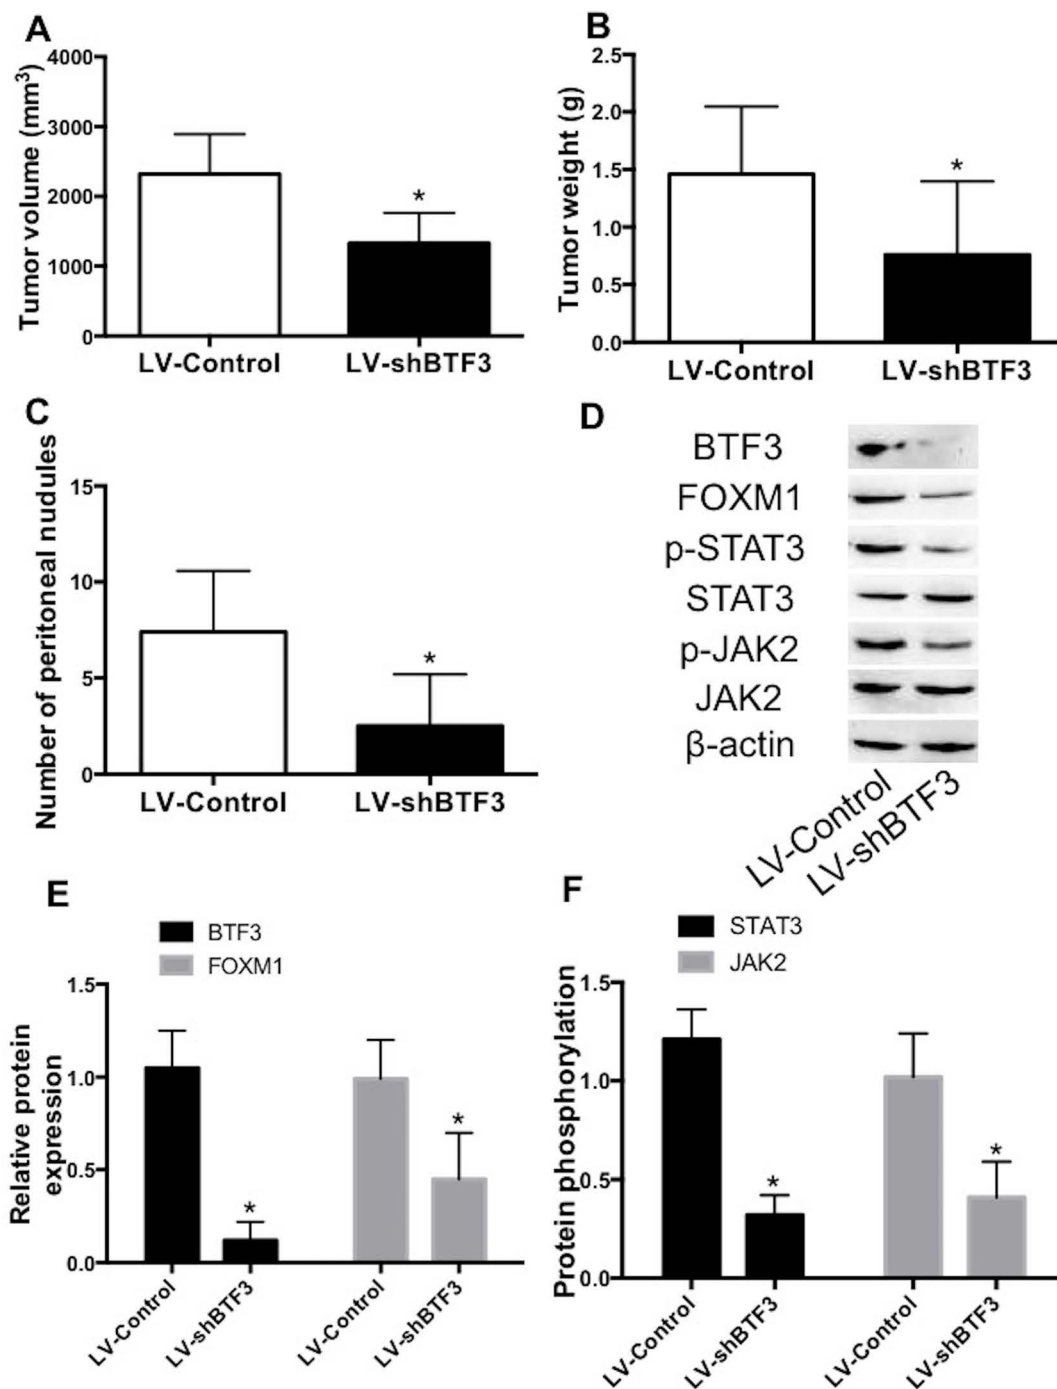 A
Tumor volume (mm³)
4000
3000
2000
1000
0
*
LV-Control
LV-shBTF3
B
Tumor weight (g)
2.5
2.0
1.5
1.0
0.5
0.0
*
LV-Control
LV-shBTF3
C
Number of peritoneal nudules
15
10
5
0
*
LV-Control
LV-shBTF3
D
BTF3
FOXM1
p-STAT3
STAT3
p-JAK2
JAK2
β-actin
LV-Control
LV-shBTF3
E
BTF3
FOXM1
Relative protein
expression
1.5
1.0
0.5
0.0
*
*
LV-Control
LV-shBTF3
LV-Control
LV-shBTF3
F
STAT3
JAK2
Protein phosphorylation
1.5
1.0
0.5
0.0
*
*
LV-Control
LV-shBTF3
LV-Control
LV-shBTF3